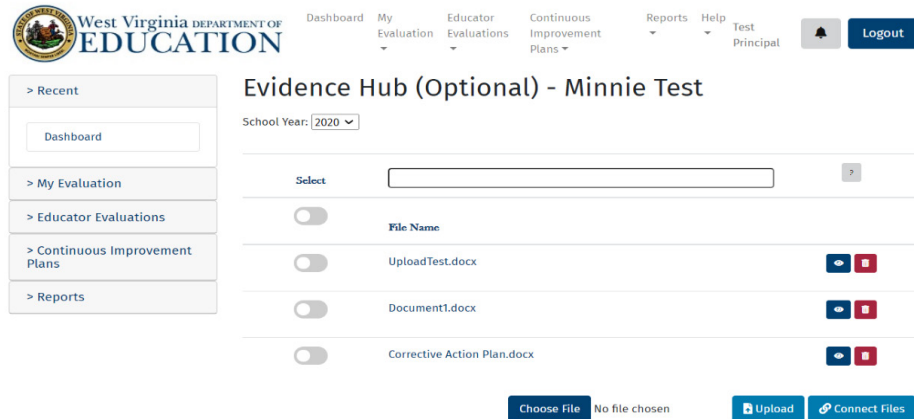 West Virginia DEPARTMENT OF
EDUCATION
Dashboard
My
Evaluation
Educator
Evaluations
Continuous
Improvement
Plans
Reports
Help
Test
Principal
Logout
> Recent
Dashboard
> My Evaluation
> Educator Evaluations
> Continuous Improvement
Plans
> Reports
Evidence Hub (Optional) - Minnie Test
School Year: 2020
Select
?
File Name
UploadTest.docx
Document1.docx
Corrective Action Plan.docx
Choose File No file chosen
Upload
Connect Files